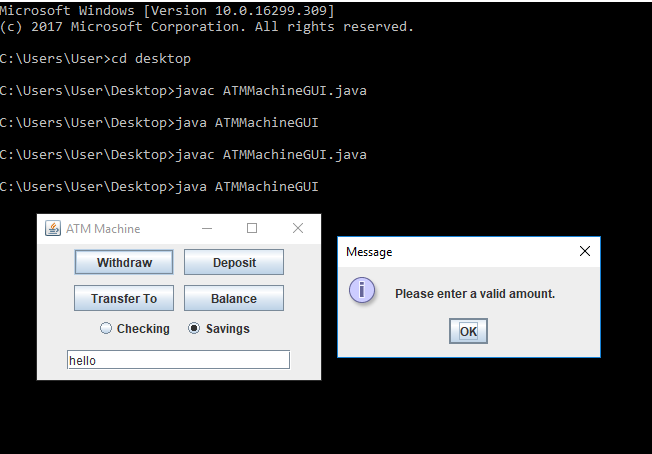 Microsoft Windows [Version 10.0.16299.309]
(c) 2017 Microsoft Corporation. All rights reserved.
C:\Users\User>cd desktop
C:\Users\User\Desktop>javac ATMMachineGUI.java
C:\Users\User\Desktop>java ATMMachineGUI
C:\Users\User\Desktop>javac ATMMachineGUI.java
C:\Users\User\Desktop>java ATMMachineGUI
ATM Machine
Withdraw Deposit
Transfer To Balance
Checking Savings
hello
Message
Please enter a valid amount.
OK